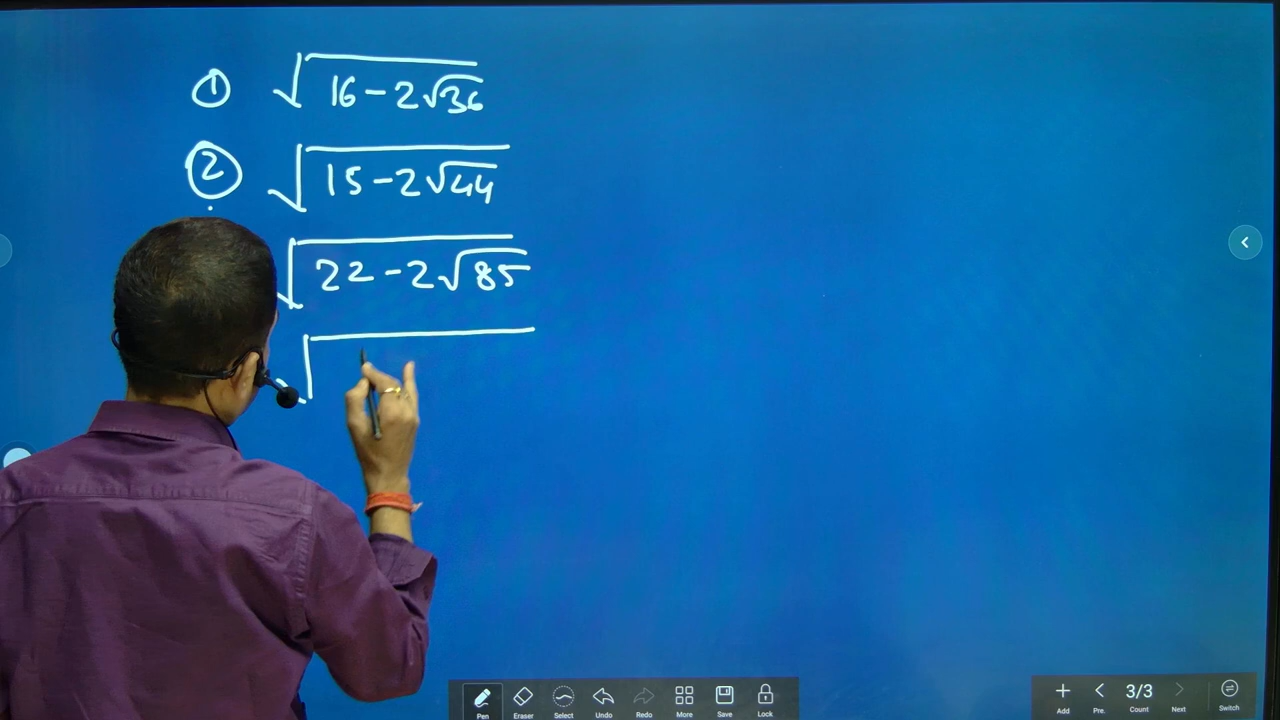 ① √16-2√36
② √15-2√44
√22-2√85
√
Pen Eraser Select Undo Redo More Save Lock
3/3
Add Pre. Count Next Switch